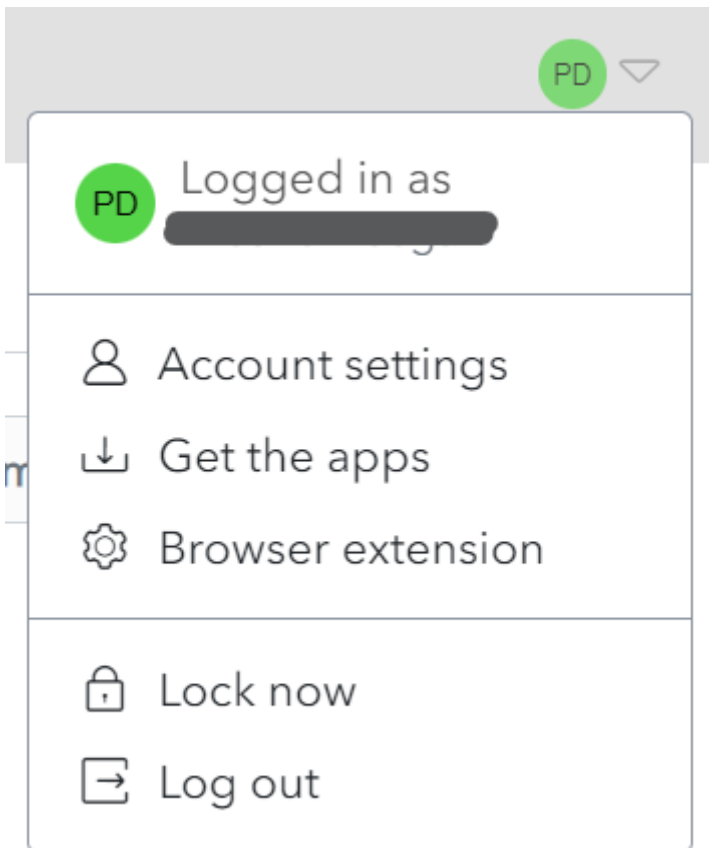 PD
PD
Logged in as
Account settings
Get the apps
Browser extension
Lock now
Log out